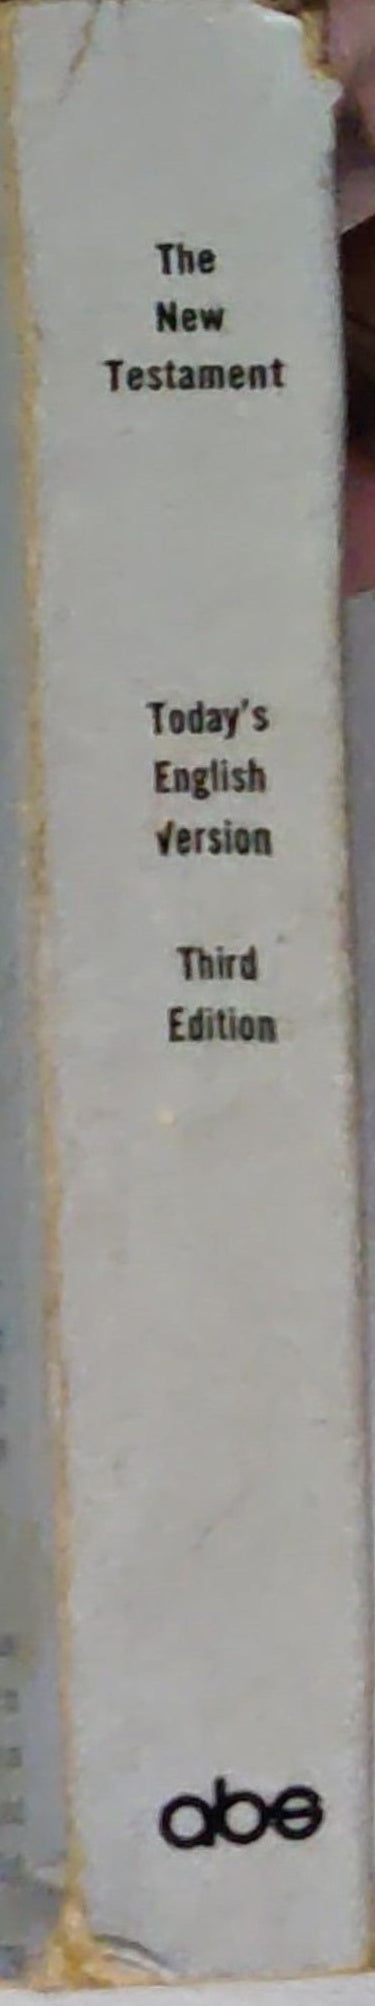 The
New
Testament
Today's
English
Version
Third
Edition
abs